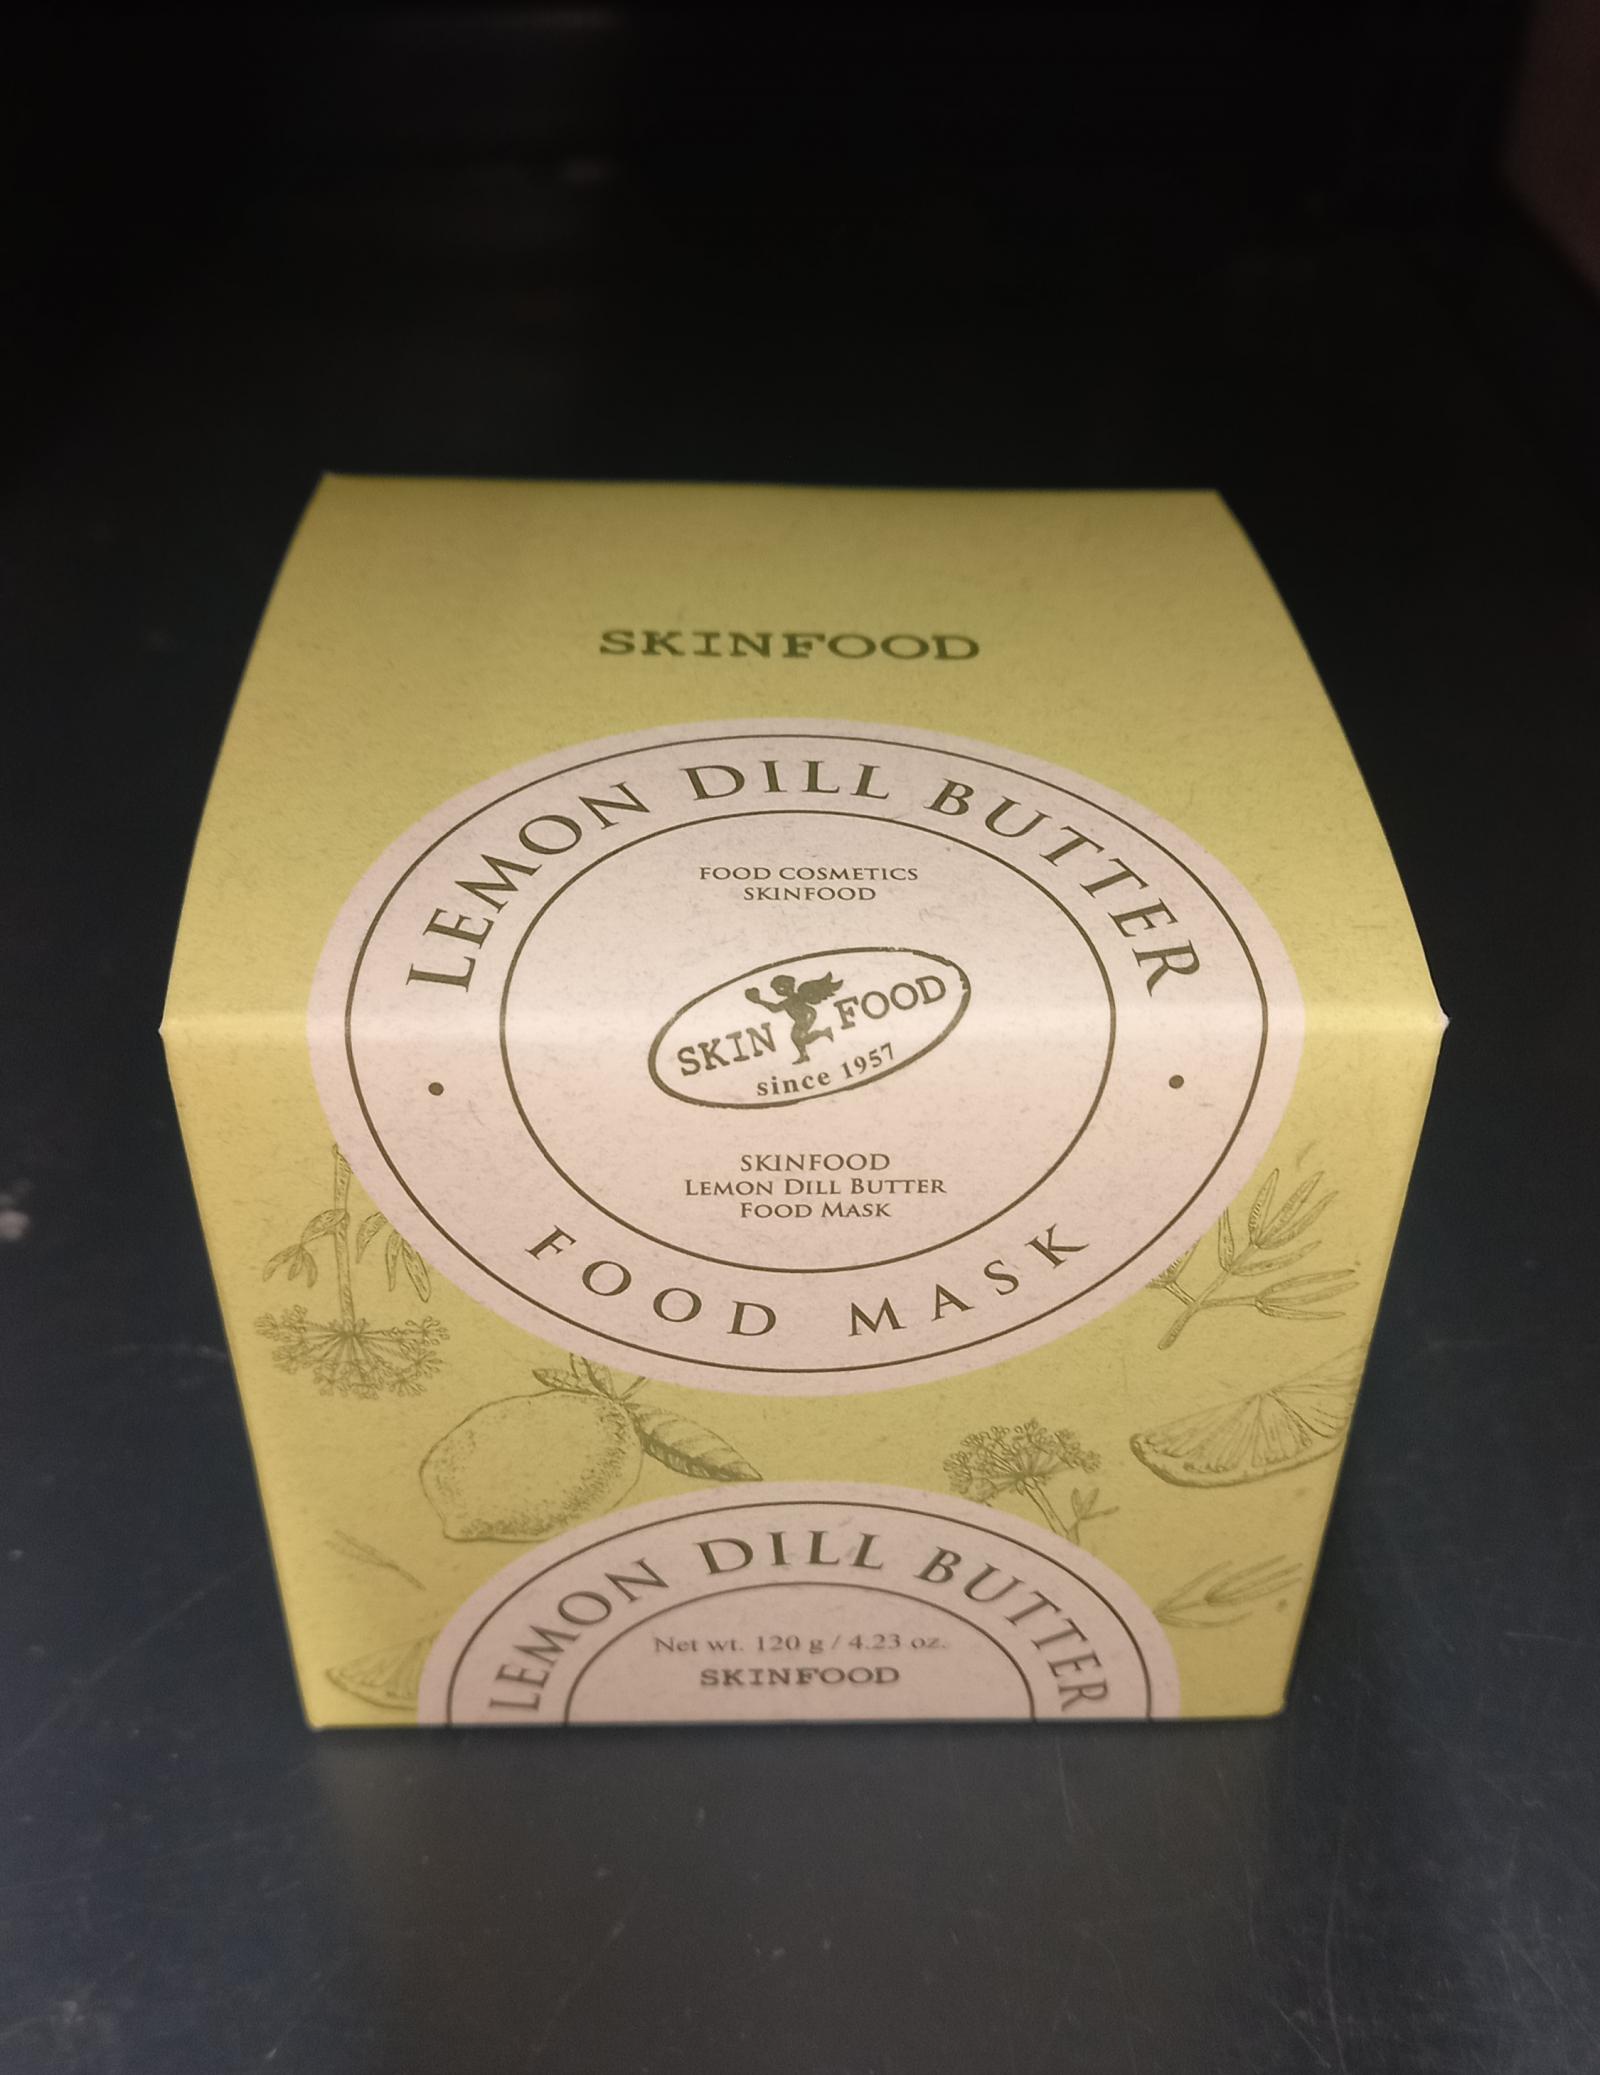 SKINFOOD
LEMON DILL BUTTER
FOOD COSMETICS
SKINFOOD
SKIN FOOD
since 1957
SKINFOOD
LEMON DILL BUTTER
FOOD MASK
FOOD MASK
LEMON DILL BUTTER
Net wt. 120 g / 4.23 oz.
SKINFOOD